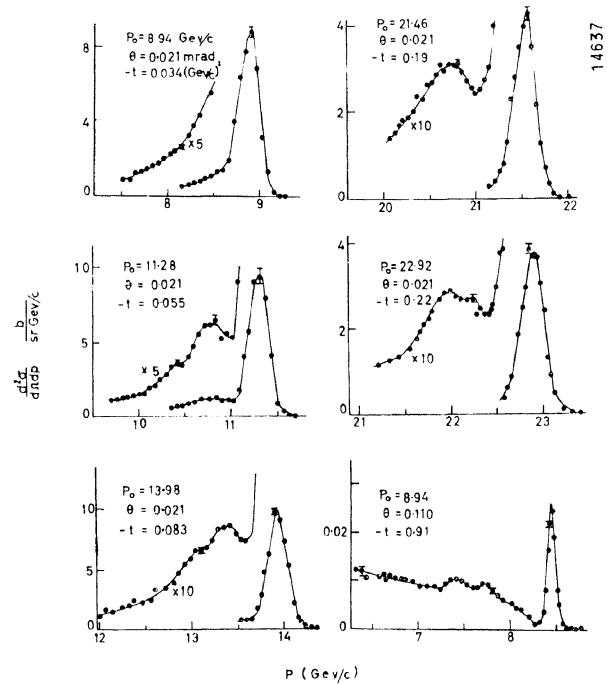 14637
P₀ = 8.94 GeV/c
θ = 0.021 mrad
-t = 0.034 (GeV/c)²
×5
8
4
0
8
9
P₀ = 21.46
θ = 0.021
-t = 0.19
×10
4
2
0
20
21
22
P₀ = 11.28
∂ = 0.021
-t = 0.055
×5
10
5
0
10
11
P₀ = 22.92
θ = 0.021
-t = 0.22
×10
4
2
0
21
22
23
d²σ/dΩdp b/sr GeV/c
P₀ = 13.98
θ = 0.021
-t = 0.083
×10
10
5
0
12
13
14
P₀ = 8.94
θ = 0.110
-t = 0.91
0.02
0
7
8
P (GeV/c)